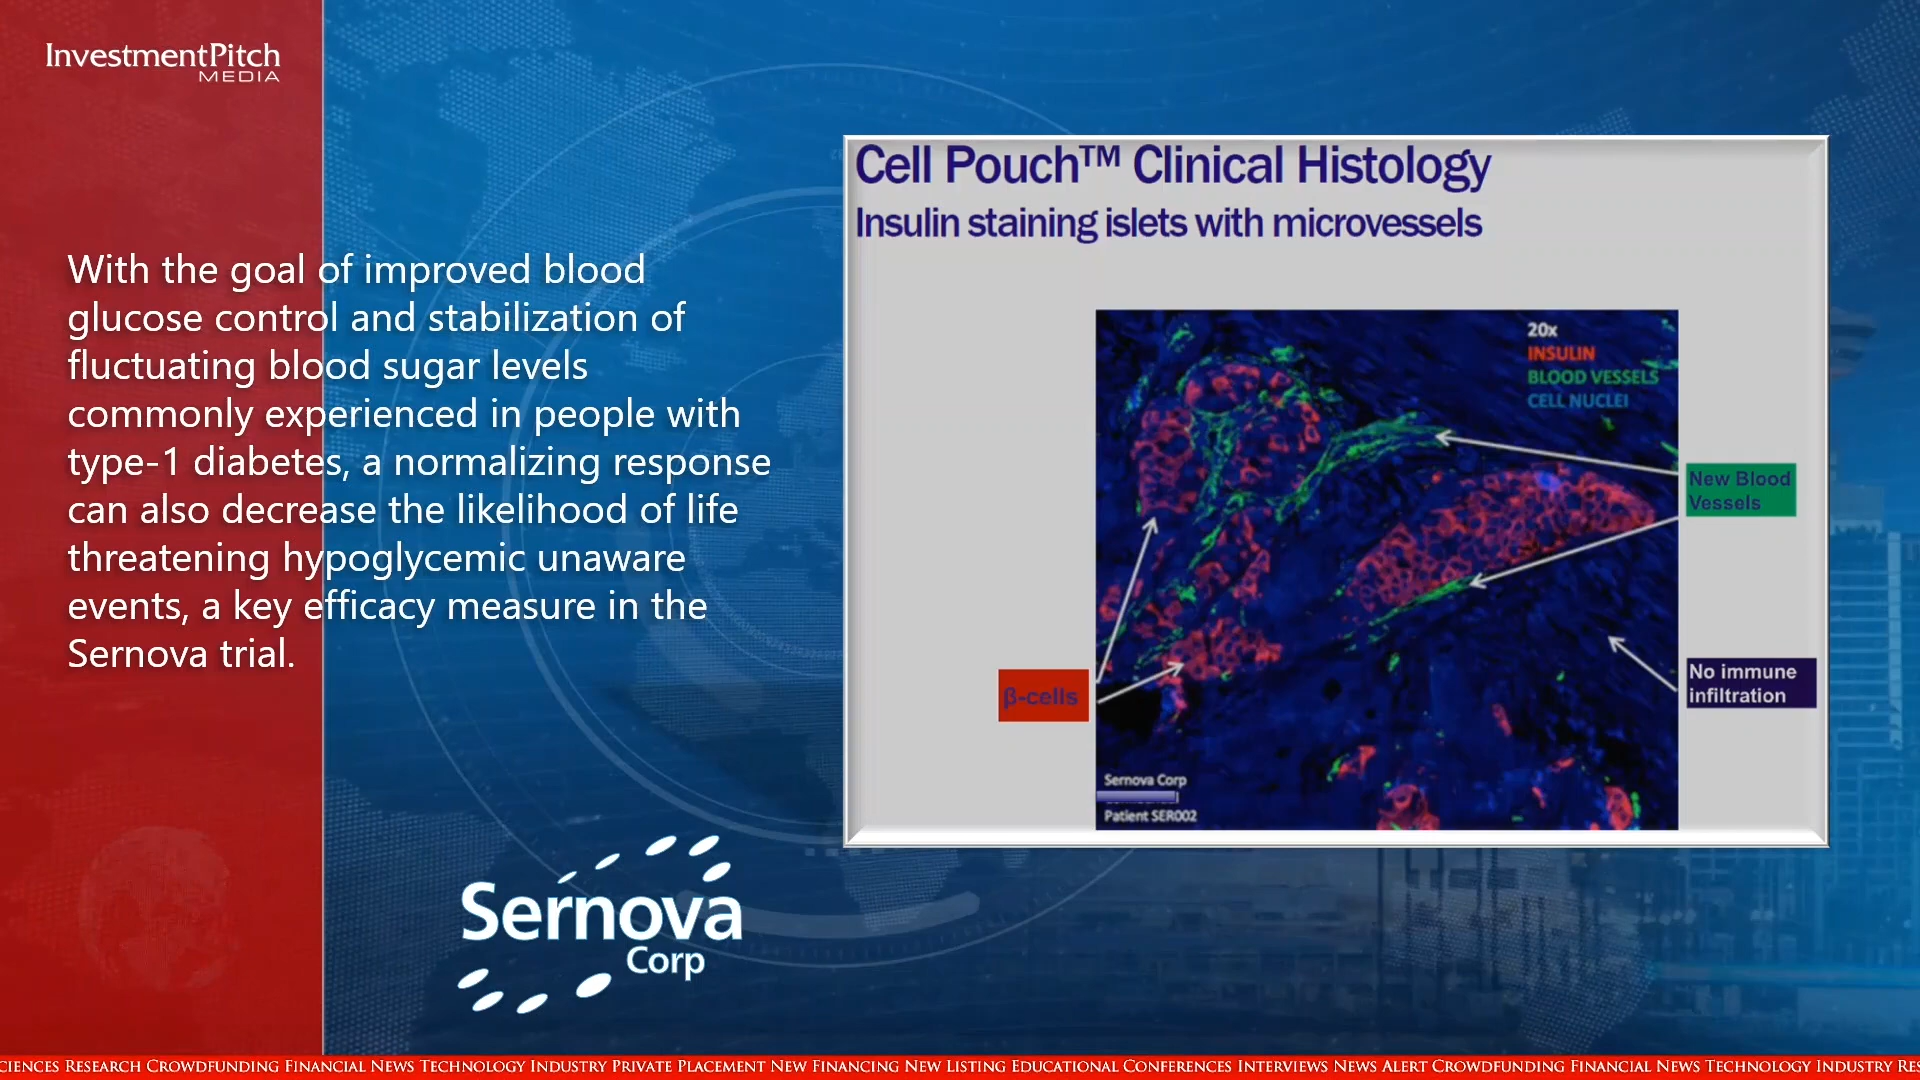 InvestmentPitch
MEDIA
With the goal of improved blood
glucose control and stabilization of
fluctuating blood sugar levels
commonly experienced in people with
type-1 diabetes, a normalizing response
can also decrease the likelihood of life
threatening hypoglycemic unaware
events, a key efficacy measure in the
Sernova trial.
Sernova
Corp
Cell Pouch™ Clinical Histology
Insulin staining islets with microvessels
20x
INSULIN
BLOOD VESSELS
CELL NUCLEI
New Blood
Vessels
β-cells
No immune
infiltration
Sernova Corp
Patient SER002
CIENCES RESEARCH CROWDFUNDING FINANCIAL NEWS TECHNOLOGY INDUSTRY PRIVATE PLACEMENT NEW FINANCING NEW LISTING EDUCATIONAL CONFERENCES INTERVIEWS NEWS ALERT CROWDFUNDING FINANCIAL NEWS TECHNOLOGY INDUSTRY RES